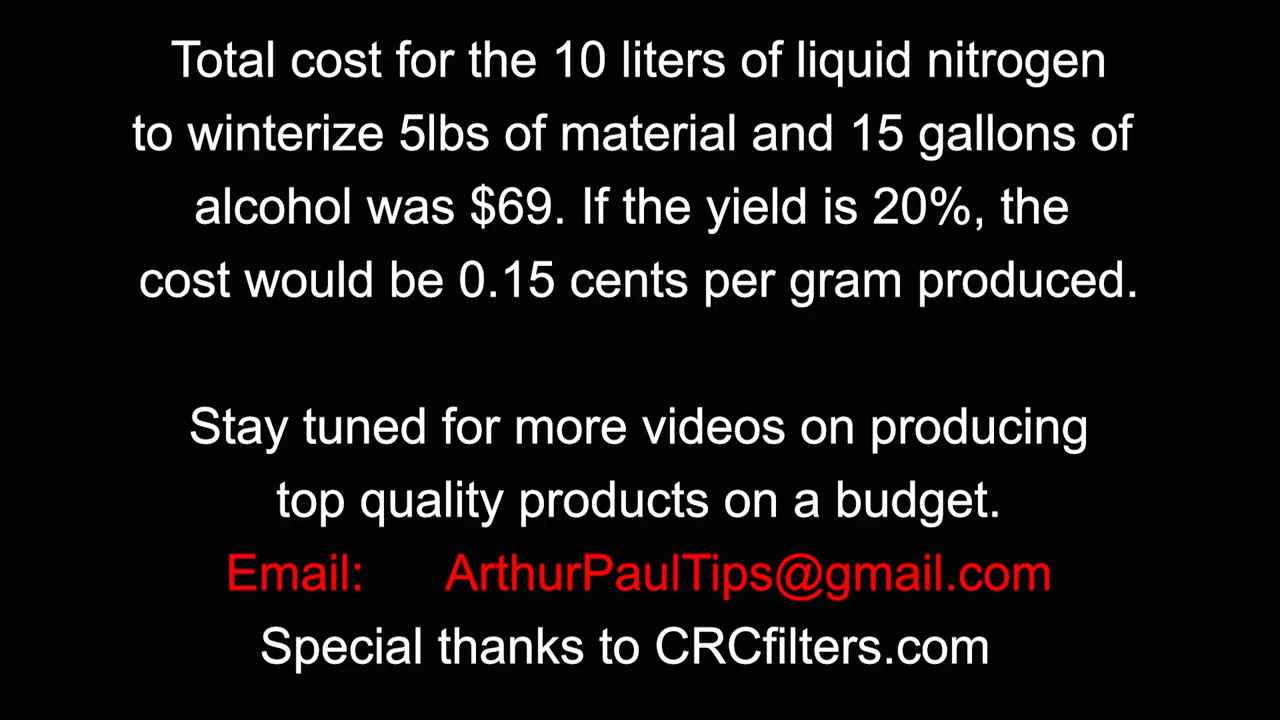 Total cost for the 10 liters of liquid nitrogen
to winterize 5lbs of material and 15 gallons of
alcohol was $69. If the yield is 20%, the
cost would be 0.15 cents per gram produced.
Stay tuned for more videos on producing
top quality products on a budget.
Email: ArthurPaulTips@gmail.com
Special thanks to CRCfilters.com